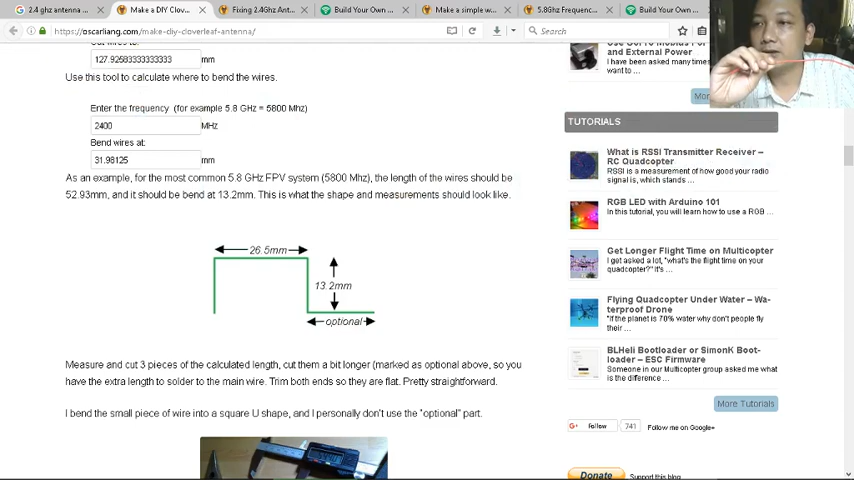 2.4 ghz antenna
Make a DIY Clov...
Fixing 2.4Ghz Ant...
Build Your Own
Make a simple w...
5.8Ghz Frequenc...
Build Your Own
https://oscarliang.com/make-diy-cloverleaf-antenna/
Search
127.92583333333333 mm
Use this tool to calculate where to bend the wires.
Enter the frequency (for example 5.8 GHz = 5800 Mhz)
2400 MHz
Bend wires at:
31.98125 mm
As an example, for the most common 5.8 GHz FPV system (5800 Mhz), the length of the wires should be
52.93mm, and it should be bend at 13.2mm. This is what the shape and measurements should look like.
26.5mm
13.2mm
optional
Measure and cut 3 pieces of the calculated length, cut them a bit longer (marked as optional above, so you
have the extra length to solder to the main wire. Trim both ends so they are flat. Pretty straightforward.
I bend the small piece of wire into a square U shape, and I personally don't use the "optional" part.
and External Power
I have been asked many times
want to ...
TUTORIALS
What is RSSI Transmitter Receiver –
RC Quadcopter
RSSI is a measurement of how good your radio
signal is, which stands ...
RGB LED with Arduino 101
In this tutorial, you will learn how to use a RGB ...
Get Longer Flight Time on Multicopter
I get asked a lot, "what's the flight time on your
quadcopter?" It's ...
Flying Quadcopter Under Water – Wa-
terproof Drone
"If the planet is 70% water why don't people fly
their ...
BLHeli Bootloader or SimonK Boot-
loader – ESC Firmware
Someone in our Multicopter group asked me what
is the difference ...
More Tutorials
Follow 741 Follow me on Google+
Donate Support this blog